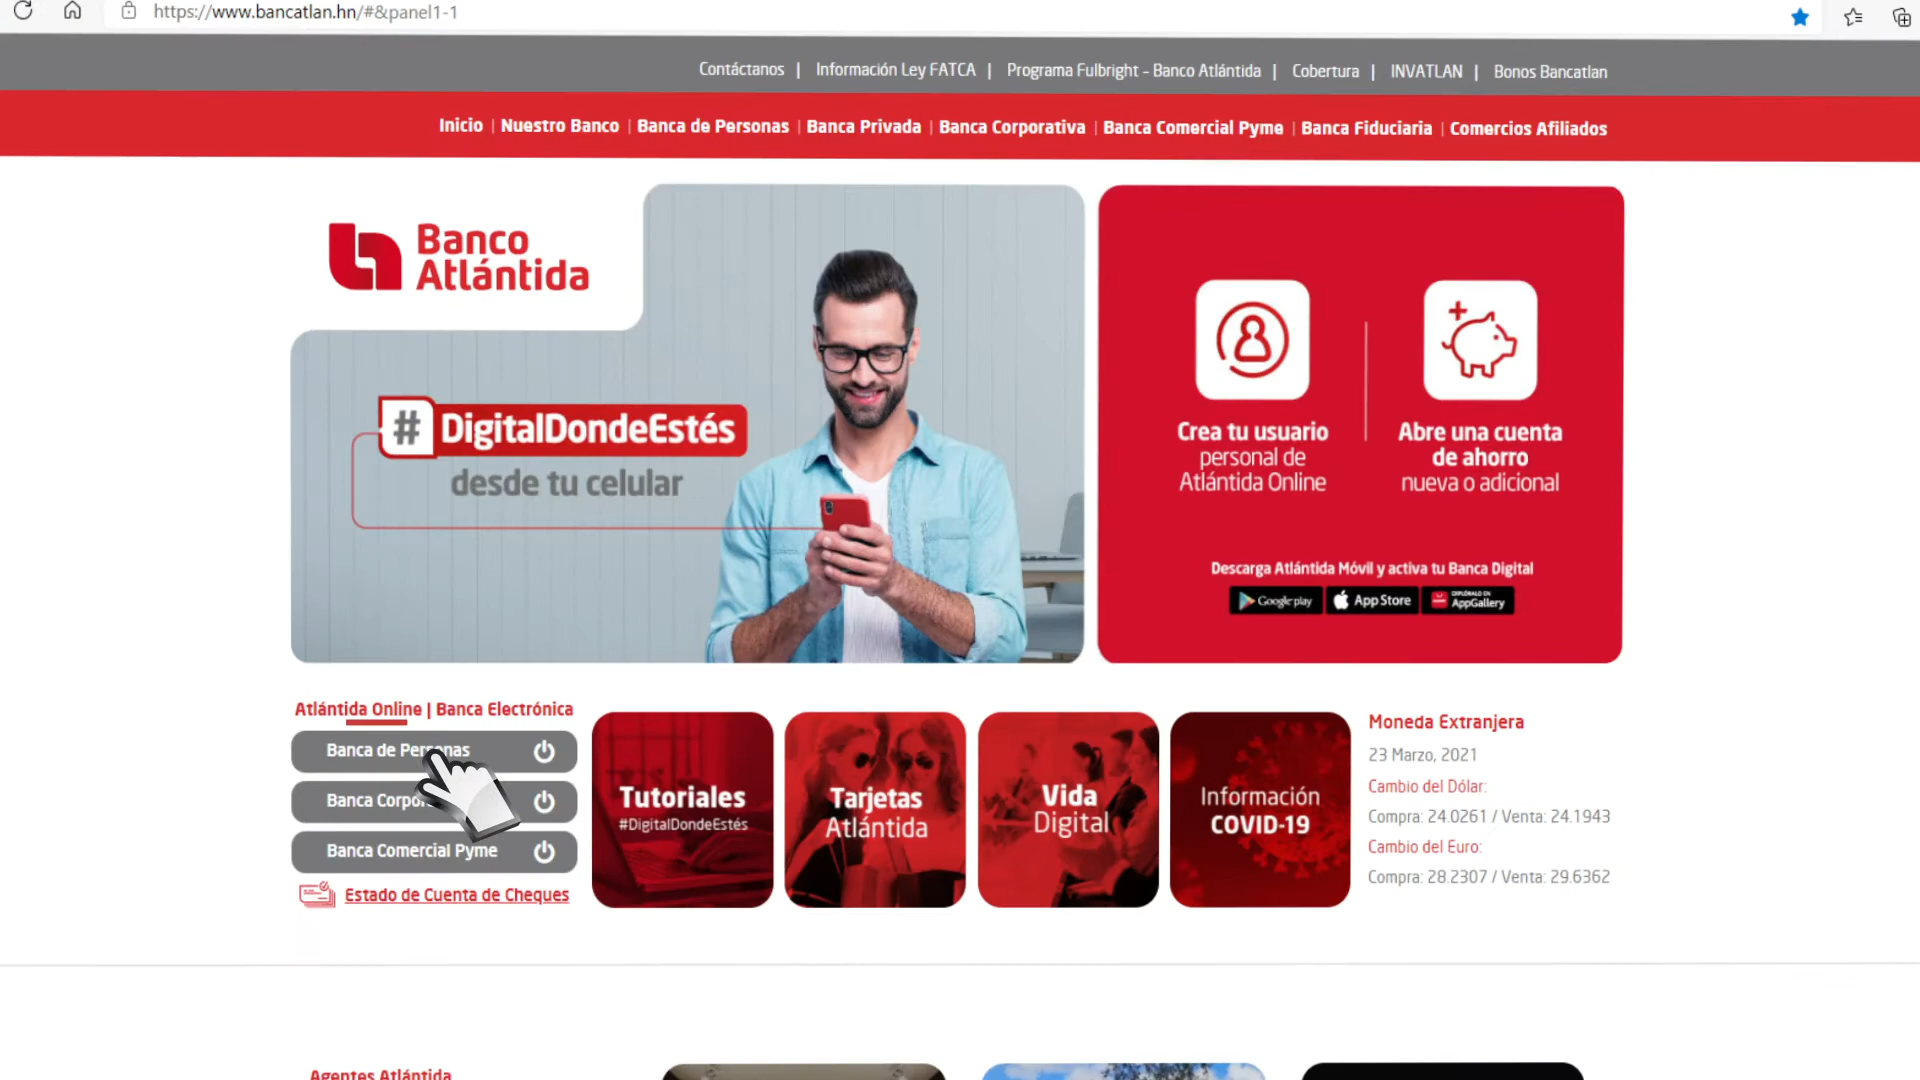 https://www.bancatlan.hn/#&panel1-1
Contáctanos | Información Ley FATCA | Programa Fulbright - Banco Atlántida | Cobertura | INVATLAN | Bonos Bancatlan
Inicio | Nuestro Banco | Banca de Personas | Banca Privada | Banca Corporativa | Banca Comercial Pyme | Banca Fiduciaria | Comercios Afiliados
Banco
Atlántida
# DigitalDondeEstés
desde tu celular
Crea tu usuario
personal de
Atlántida Online
Abre una cuenta
de ahorro
nueva o adicional
Descarga Atlántida Móvil y activa tu Banca Digital
Google play
App Store
EXPLÓRALO EN
AppGallery
Atlántida Online | Banca Electrónica
Banca de Personas
Banca Corpo
Banca Comercial Pyme
Estado de Cuenta de Cheques
Tutoriales
#DigitalDondeEstés
Tarjetas
Atlántida
Vida
Digital
Información
COVID-19
Moneda Extranjera
23 Marzo, 2021
Cambio del Dólar:
Compra: 24.0261 / Venta: 24.1943
Cambio del Euro:
Compra: 28.2307 / Venta: 29.6362
Agentes Atlántida